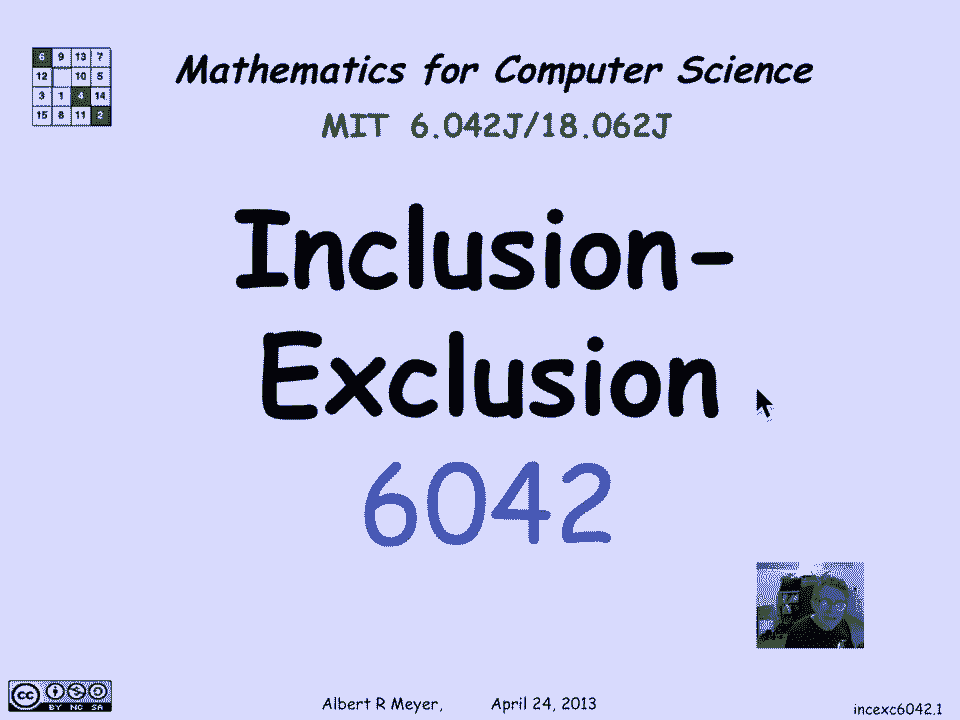 6 9 13 7
12 10 5
3 1 4 14
15 8 11 2
Mathematics for Computer Science
MIT 6.042J/18.062J
Inclusion-
Exclusion
6042
cc
BY NC SA
Albert R Meyer, April 24, 2013
incexc6042.1